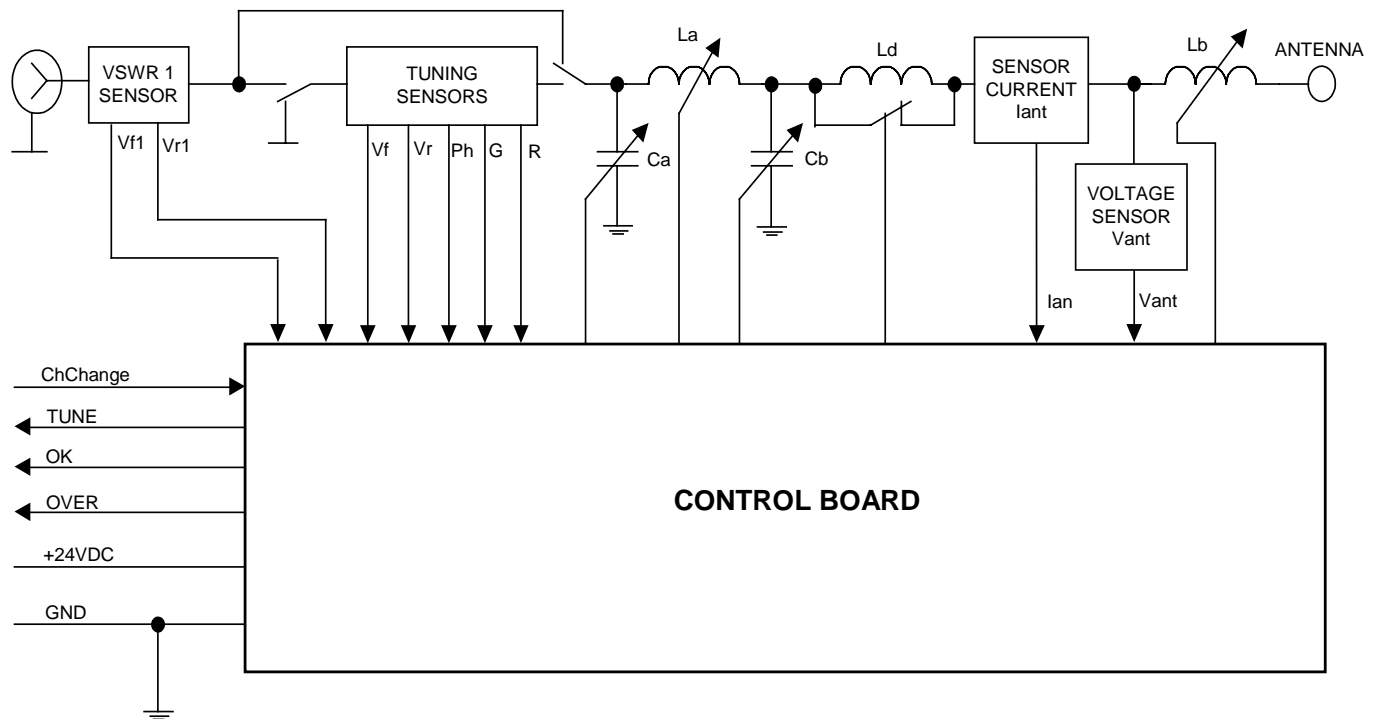 La
Ld
Lb
ANTENNA
VSWR 1
SENSOR
TUNING
SENSORS
SENSOR
CURRENT
Iant
Vf1
Vr1
Vf
Vr
Ph
G
R
Ca
Cb
VOLTAGE
SENSOR
Vant
Ian
Vant
ChChange
TUNE
OK
OVER
+24VDC
GND
CONTROL BOARD